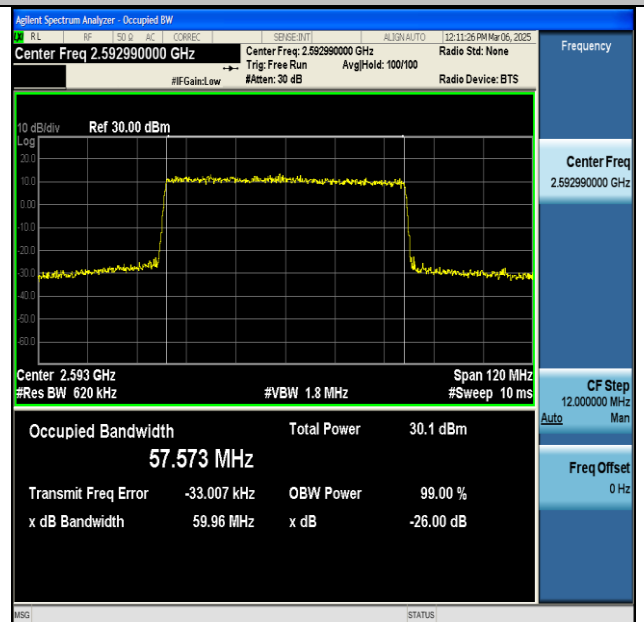 Agilent Spectrum Analyzer - Occupied BW
RL RF 50 Ω AC CORREC SENSE:INT ALIGN AUTO 12:11:26 PM Mar 06, 2025
Center Freq 2.592990000 GHz
Center Freq: 2.592990000 GHz
Radio Std: None
Trig: Free Run Avg|Hold: 100/100
#IFGain:Low
#Atten: 30 dB
Radio Device: BTS
Frequency
10 dB/div Ref 30.00 dBm
Log
20.0
10.0
0.00
-10.0
-20.0
-30.0
-40.0
-50.0
-60.0
Center Freq
2.592990000 GHz
Center 2.593 GHz
Span 120 MHz
#Res BW 620 kHz
#VBW 1.8 MHz
#Sweep 10 ms
CF Step
12.000000 MHz
Auto Man
Occupied Bandwidth
Total Power 30.1 dBm
57.573 MHz
Transmit Freq Error -33.007 kHz
OBW Power 99.00 %
x dB Bandwidth 59.96 MHz
x dB -26.00 dB
Freq Offset
0 Hz
MSG
STATUS